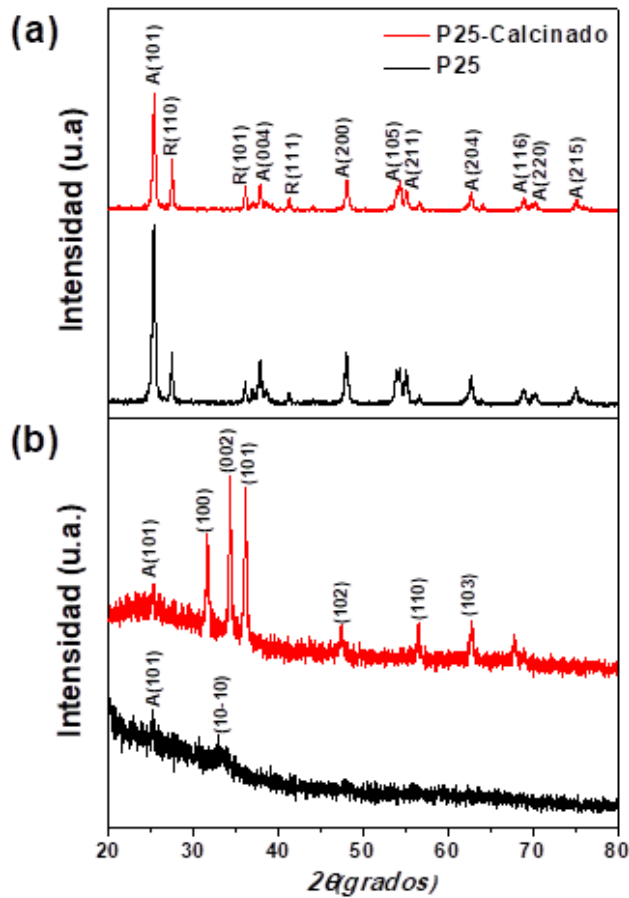 (a)
P25-Calcinado
P25
A(101)
R(110)
R(101)
A(004)
R(111)
A(200)
A(105)
A(211)
A(204)
A(116)
A(220)
A(215)
Intensidad (u.a)
(b)
A(101)
(100)
(002)
(101)
(102)
(110)
(103)
A(101)
(10-10)
Intensidad (u.a.)
20 30 40 50 60 70 80
2θ(grados)